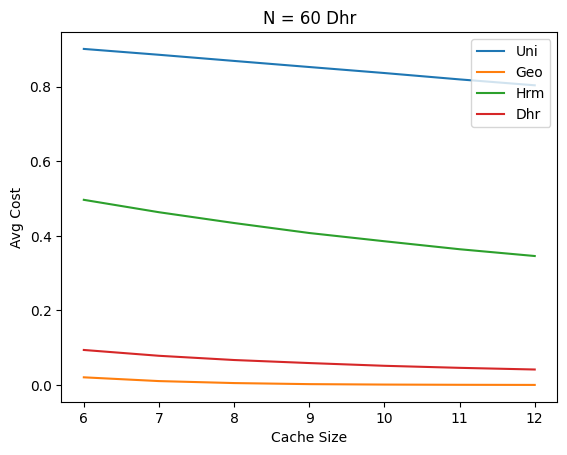 N = 60 Dhr
Uni
Geo
Hrm
Dhr
Avg Cost
0.8
0.6
0.4
0.2
0.0
6 7 8 9 10 11 12
Cache Size